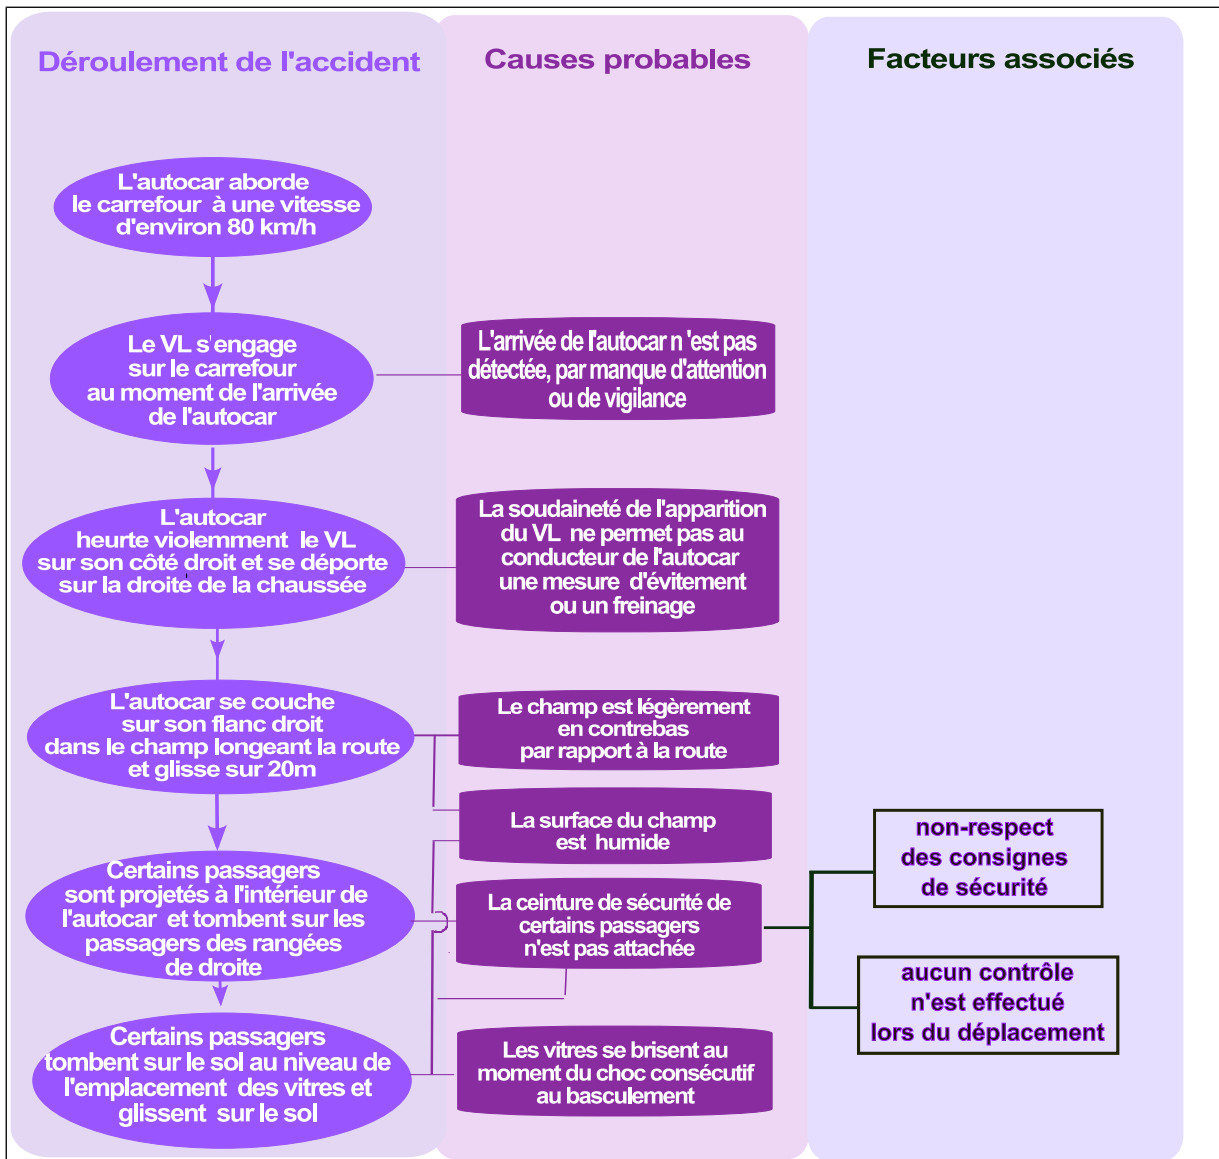 Déroulement de l'accident
Causes probables
Facteurs associés
L'autocar aborde
le carrefour à une vitesse
d'environ 80 km/h
Le VL s'engage
sur le carrefour
au moment de l'arrivée
de l'autocar
L'arrivée de l'autocar n 'est pas
détectée, par manque d'attention
ou de vigilance
L'autocar
heurte violemment le VL
sur son côté droit et se déporte
sur la droite de la chaussée
La soudaineté de l'apparition
du VL ne permet pas au
conducteur de l'autocar
une mesure d'évitement
ou un freinage
L'autocar se couche
sur son flanc droit
dans le champ longeant la route
et glisse sur 20m
Le champ est légèrement
en contrebas
par rapport à la route
La surface du champ
est humide
Certains passagers
sont projetés à l'intérieur de
l'autocar et tombent sur les
passagers des rangées
de droite
La ceinture de sécurité de
certains passagers
n'est pas attachée
non-respect
des consignes
de sécurité
aucun contrôle
n'est effectué
lors du déplacement
Certains passagers
tombent sur le sol au niveau de
l'emplacement des vitres et
glissent sur le sol
Les vitres se brisent au
moment du choc consécutif
au basculement